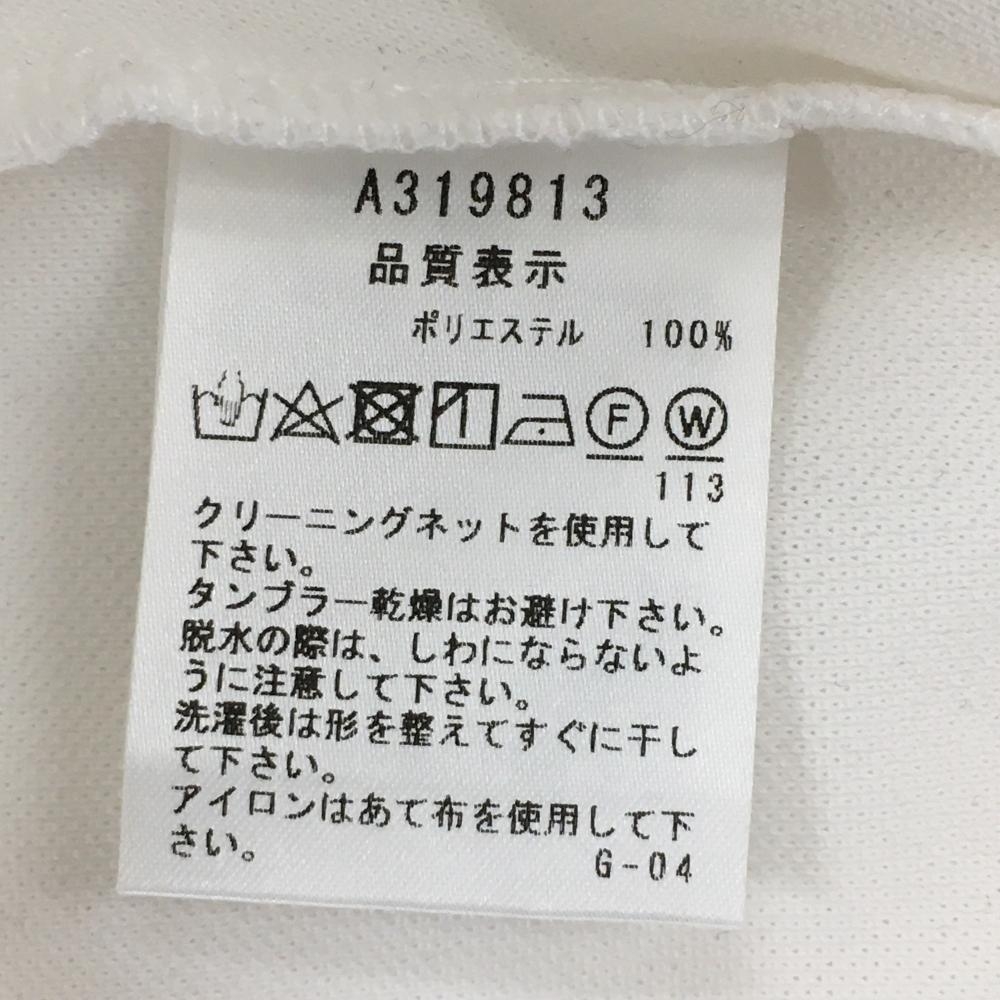 A319813
品質表示
ポリエステル 100%
F W
113
クリーニングネットを使用して
下さい。
タンブラー乾燥はお避け下さい。
脱水の際は、しわにならないよ
うに注意して下さい。
洗濯後は形を整えてすぐに干し
て下さい。
アイロンはあて布を使用して下
さい。
G-04